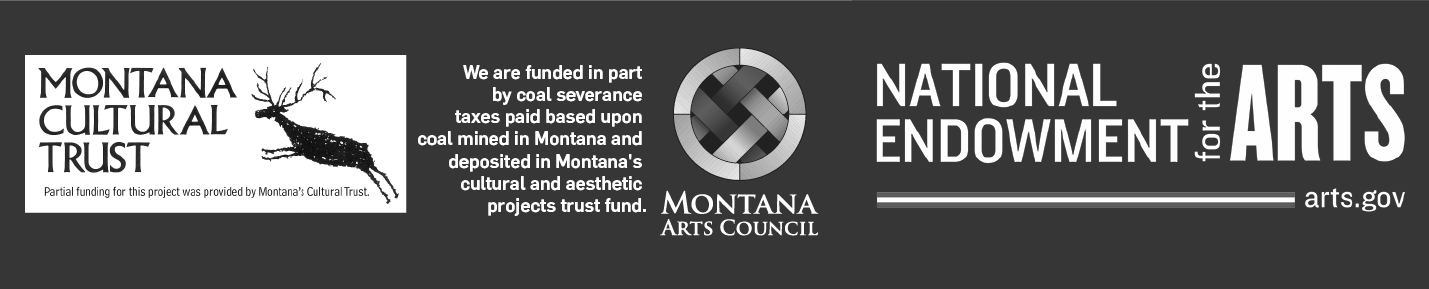 MONTANA
CULTURAL
TRUST
Partial funding for this project was provided by Montana's Cultural Trust.
We are funded in part
by coal severance
taxes paid based upon
coal mined in Montana and
deposited in Montana's
cultural and aesthetic
projects trust fund.
MONTANA
ARTS COUNCIL
NATIONAL
ENDOWMENT
for the
ARTS
arts.gov